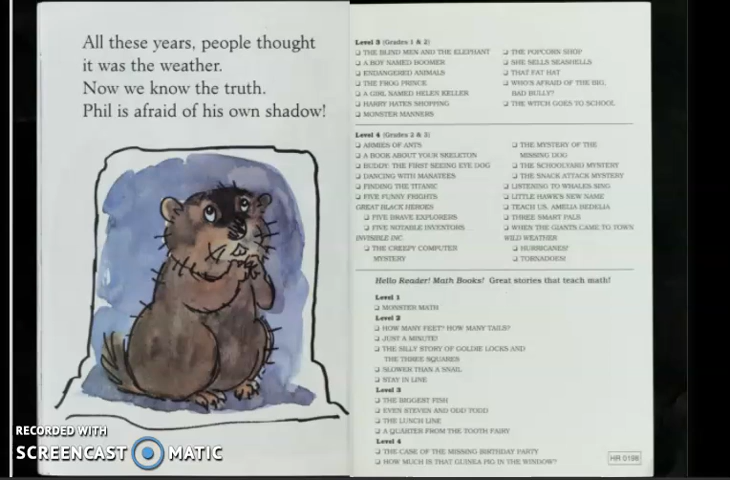 All these years, people thought
it was the weather.
Now we know the truth.
Phil is afraid of his own shadow!
RECORDED WITH
SCREENCAST MATIC
Level 3 (Grades 1 & 2)
THE BLIND MEN AND THE ELEPHANT
A BOY NAMED BOOMER
ENDANGERED ANIMALS
THE FROG PRINCE
A GIRL NAMED HELEN KELLER
HARRY HATES SHOPPING
MONSTER MANNERS
THE POPCORN SHOP
SHE SELLS SEASHELLS
THAT FAT HAT
WHO'S AFRAID OF THE BIG,
BAD BULLY?
THE WITCH GOES TO SCHOOL
Level 4 (Grades 2 & 3)
ARMIES OF ANTS
A BOOK ABOUT YOUR SKELETON
BUDDY: THE FIRST SEEING EYE DOG
DANCING WITH MANATEES
FINDING THE TITANIC
FIVE FUNNY FRIGHTS
GREAT BLACK HEROES
FIVE BRAVE EXPLORERS
FIVE NOTABLE INVENTORS
INVISIBLE INC
THE CREEPY COMPUTER
MYSTERY
THE MYSTERY OF THE
MISSING DOG
THE SCHOOLYARD MYSTERY
THE SNACK ATTACK MYSTERY
LISTENING TO WHALES SING
LITTLE HAWK'S NEW NAME
TEACH US, AMELIA BEDELIA
THREE SMART PALS
WHEN THE GIANTS CAME TO TOWN
WILD WEATHER
HURRICANES!
TORNADOES!
Hello Reader! Math Books! Great stories that teach math!
Level 1
MONSTER MATH
Level 2
HOW MANY FEET? HOW MANY TAILS?
JUST A MINUTE!
THE SILLY STORY OF GOLDIE LOCKS AND
THE THREE SQUARES
SLOWER THAN A SNAIL
STAY IN LINE
Level 3
THE BIGGEST FISH
EVEN STEVEN AND ODD TODD
THE LUNCH LINE
A QUARTER FROM THE TOOTH FAIRY
Level 4
THE CASE OF THE MISSING BIRTHDAY PARTY
HOW MUCH IS THAT GUINEA PIG IN THE WINDOW?
HR 0198